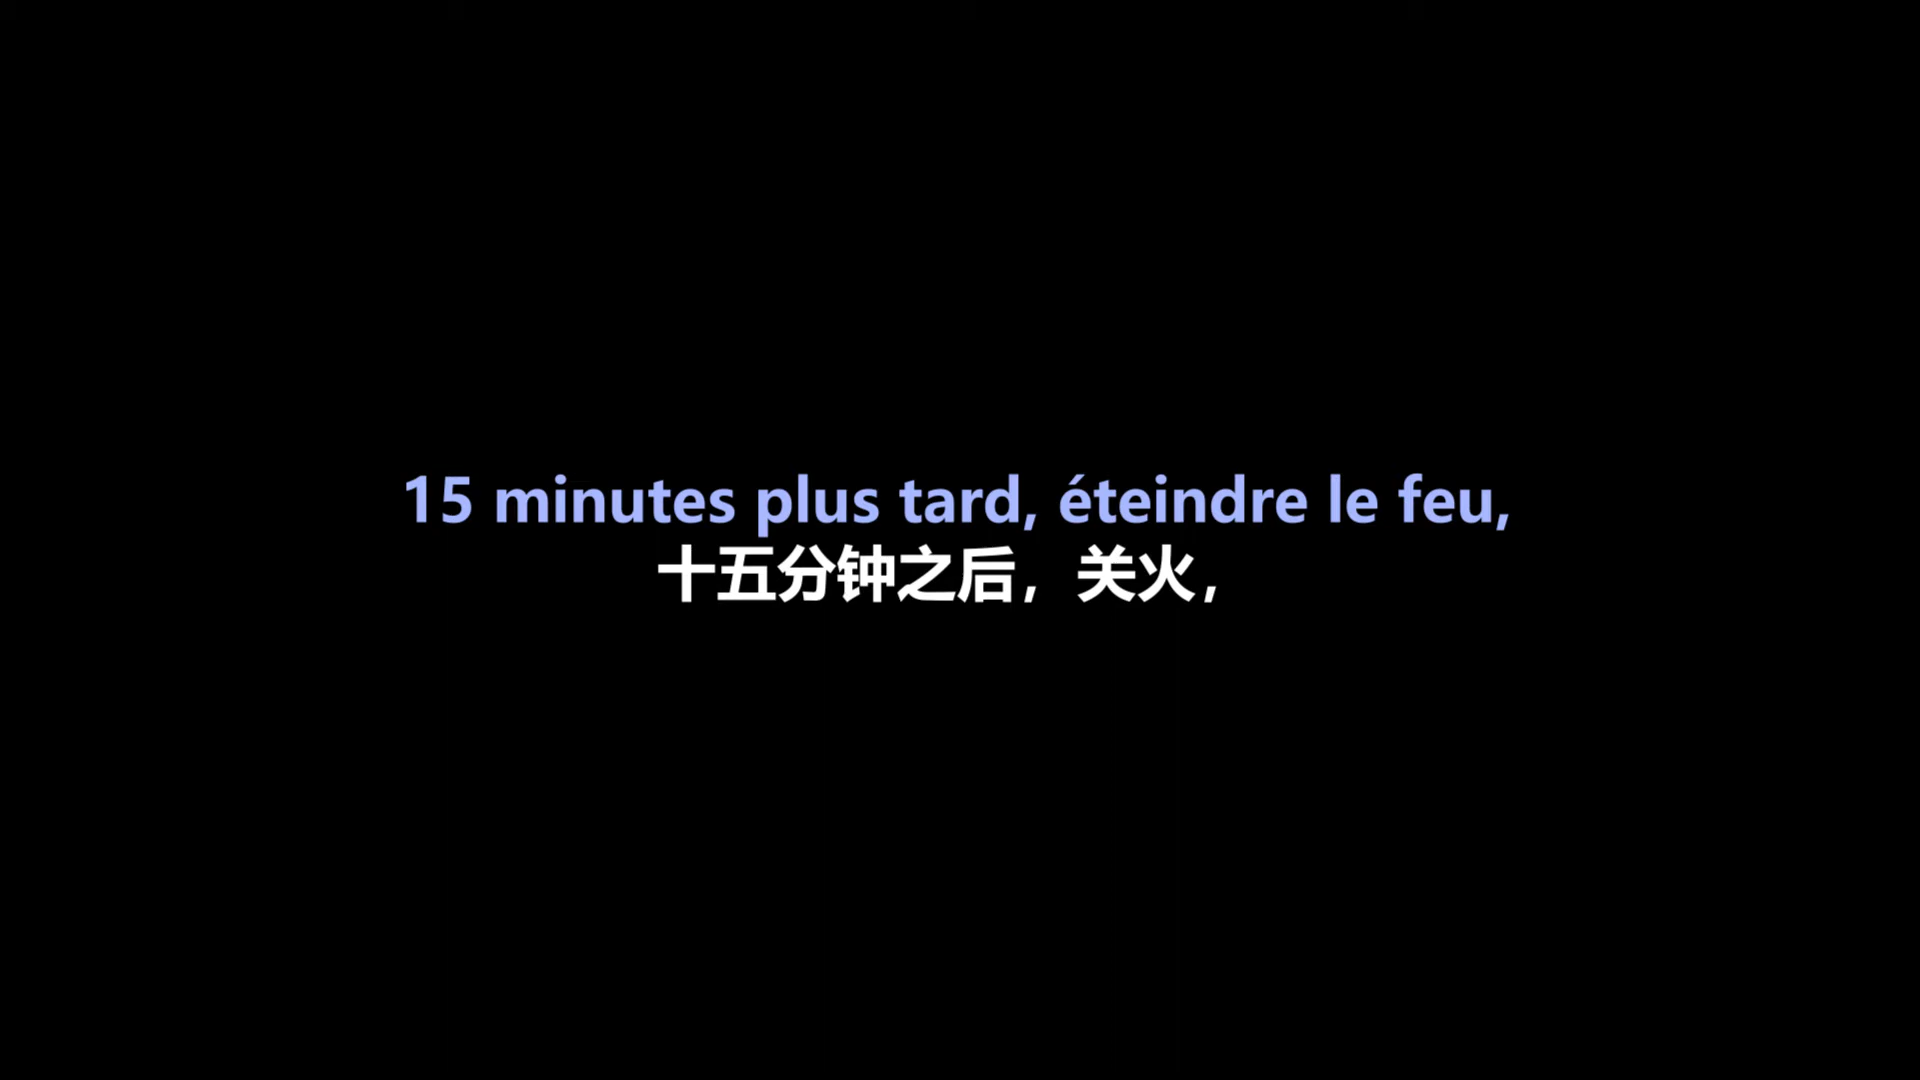 15 minutes plus tard, éteindre le feu,
十五分钟之后，关火，